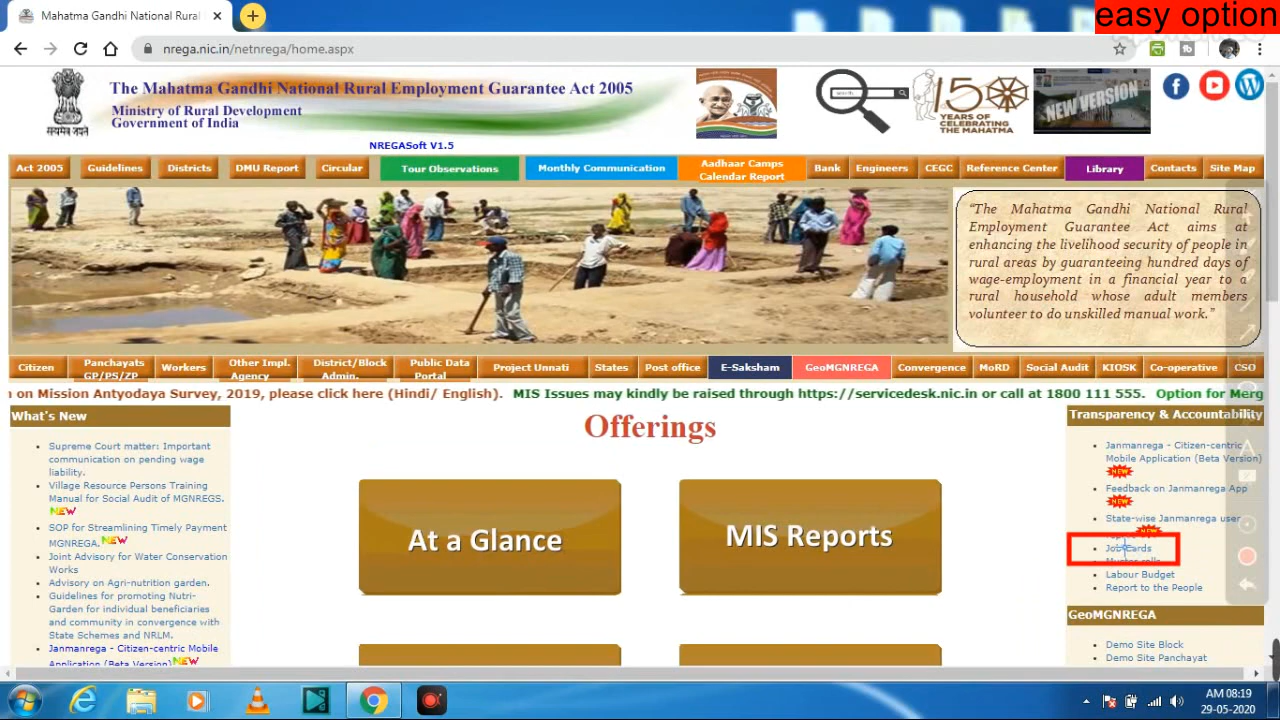 Mahatma Gandhi National Rural
easy option
nrega.nic.in/netnrega/home.aspx
The Mahatma Gandhi National Rural Employment Guarantee Act 2005
Ministry of Rural Development
Government of India
सत्यमेव जयते
NREGASoft V1.5
search..
150
YEARS OF
CELEBRATING
THE MAHATMA
NEW VERSION
Act 2005
Guidelines
Districts
DMU Report
Circular
Tour Observations
Monthly Communication
Aadhaar Camps
Calendar Report
Bank
Engineers
CEGC
Reference Center
Library
Contacts
Site Map
“The Mahatma Gandhi National Rural
Employment Guarantee Act aims at
enhancing the livelihood security of people in
rural areas by guaranteeing hundred days of
wage-employment in a financial year to a
rural household whose adult members
volunteer to do unskilled manual work.”
Citizen
Panchayats
GP/PS/ZP
Workers
Other Impl.
Agency
District/Block
Admin.
Public Data
Portal
Project Unnati
States
Post office
E-Saksham
GeoMGNREGA
Convergence
MoRD
Social Audit
KIOSK
Co-operative
CSO
on Mission Antyodaya Survey, 2019, please click here (Hindi/ English). MIS Issues may kindly be raised through https://servicedesk.nic.in or call at 1800 111 555. Option for Merg
What's New
Supreme Court matter: Important
communication on pending wage
liability.
Village Resource Persons Training
Manual for Social Audit of MGNREGS.
NEW
SOP for Streamlining Timely Payment
MGNREGA. NEW
Joint Advisory for Water Conservation
Works
Advisory on Agri-nutrition garden.
Guidelines for promoting Nutri-
Garden for individual beneficiaries
and community in convergence with
State Schemes and NRLM.
Janmanrega - Citizen-centric Mobile
Application (Beta Version) NEW
Offerings
At a Glance
MIS Reports
Transparency & Accountability
Janmanrega - Citizen-centric
Mobile Application (Beta Version)
NEW
Feedback on Janmanrega App
NEW
State-wise Janmanrega user
NEW
Job Cards
Muster rolls
Labour Budget
Report to the People
GeoMGNREGA
Demo Site Block
Demo Site Panchayat
AM 08:19
29-05-2020